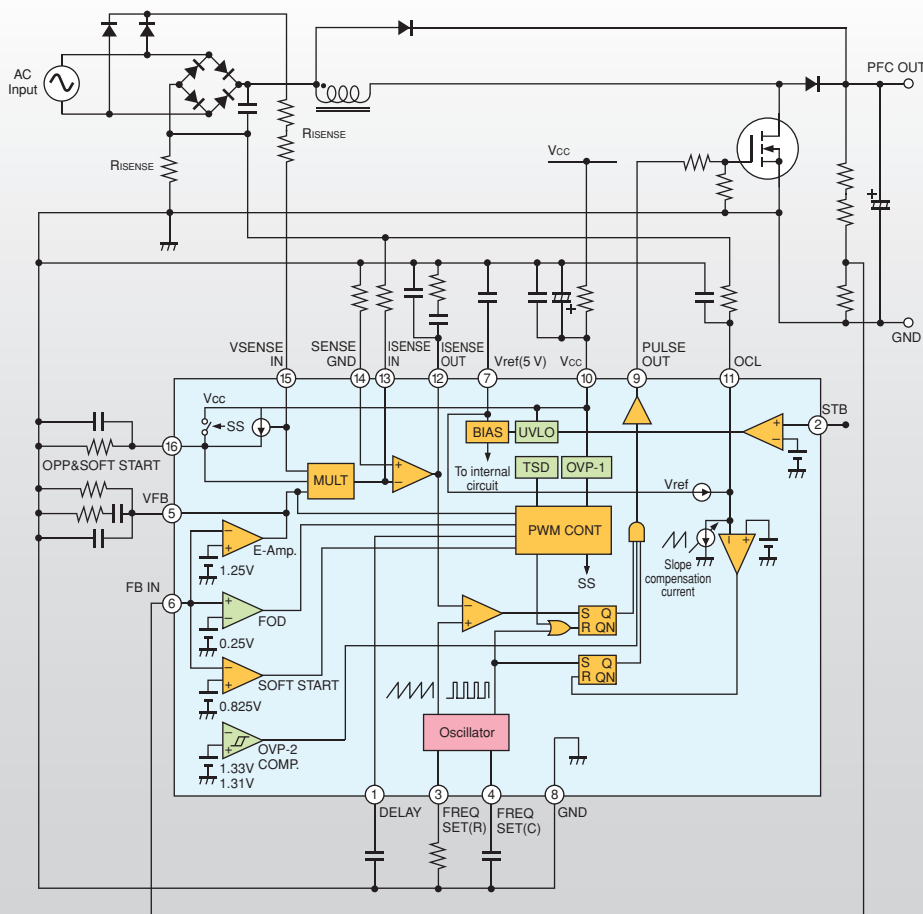 AC
Input
RISENSE
RISENSE
VCC
PFC OUT
GND
VSENSE
IN
SENSE
GND
ISENSE
IN
ISENSE
OUT
Vref(5 V)
VCC
PULSE
OUT
OCL
15
14
13
12
7
10
9
11
STB
2
16
OPP&SOFT START
VFB
5
FB IN
6
Vcc
SS
MULT
+
−
BIAS
UVLO
To internal
circuit
TSD
OVP-1
+
−
Vref
PWM CONT
SS
Slope
compensation
current
−
+
−
+
E-Amp.
1.25V
+
−
FOD
0.25V
−
+
SOFT START
0.825V
−
+
OVP-2
COMP.
1.33V
1.31V
−
+
S Q
R QN
S Q
R QN
Oscillator
1
DELAY
3
FREQ
SET(R)
4
FREQ
SET(C)
8
GND
+
+